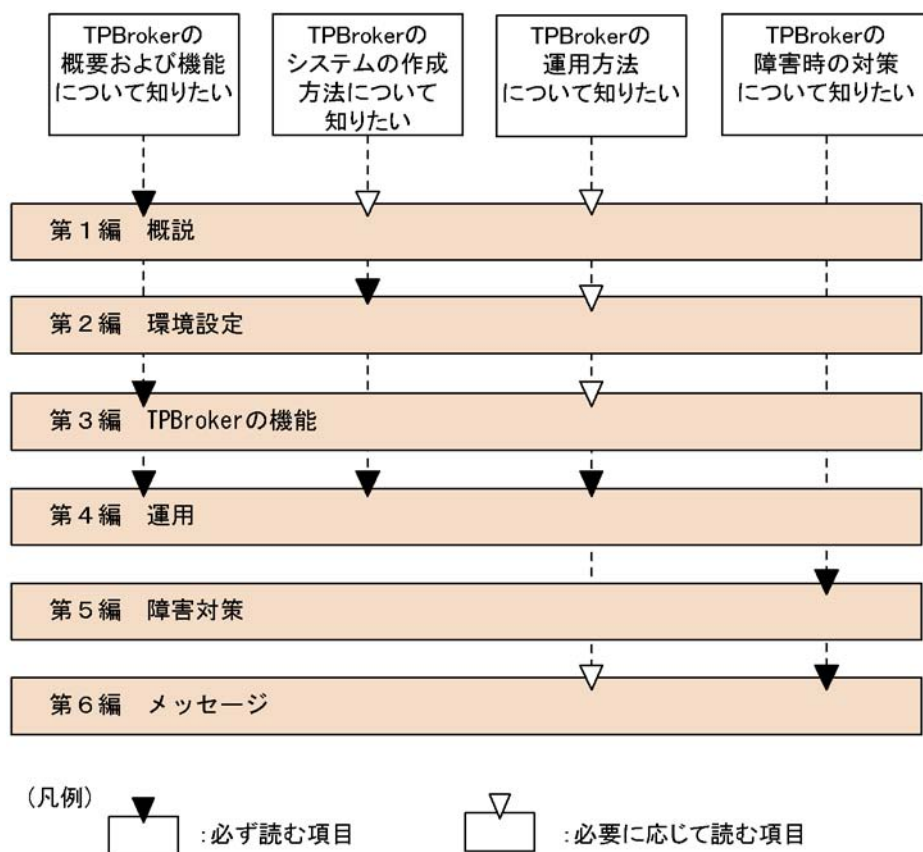 TPBrokerの
概要および機能
について知りたい
TPBrokerの
システムの作成
方法について
知りたい
TPBrokerの
運用方法
について知りたい
TPBrokerの
障害時の対策
について知りたい
第1編　概説
第2編　環境設定
第3編　TPBrokerの機能
第4編　運用
第5編　障害対策
第6編　メッセージ
(凡例)
:必ず読む項目
:必要に応じて読む項目